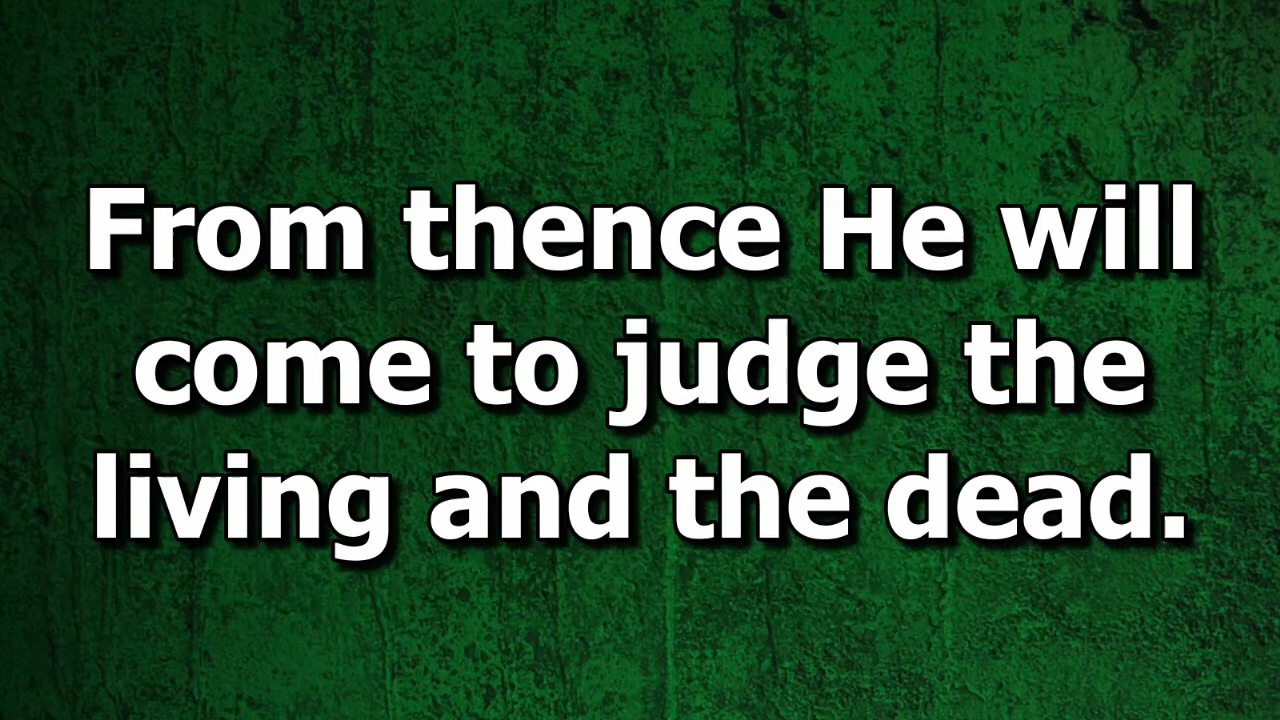 From thence He will
come to judge the
living and the dead.